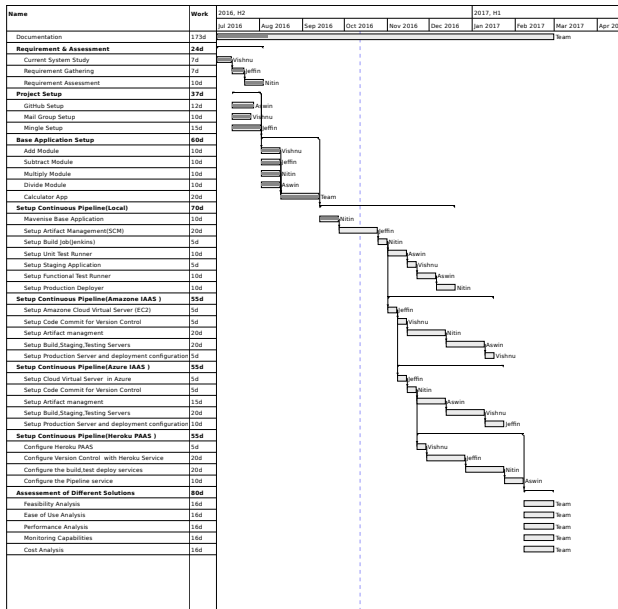 Name Work 2016, H2 2017, H1
Jul 2016 Aug 2016 Sep 2016 Oct 2016 Nov 2016 Dec 2016 Jan 2017 Feb 2017 Mar 2017 Apr 20
Documentation 173d Team
Requirement & Assessment 24d
Current System Study 7d Vishnu
Requirement Gathering 7d Jeffin
Requirement Assessment 10d Nitin
Project Setup 37d
GitHub Setup 12d Aswin
Mail Group Setup 10d Vishnu
Mingle Setup 15d Jeffin
Base Application Setup 60d
Add Module 10d Vishnu
Subtract Module 10d Jeffin
Multiply Module 10d Nitin
Divide Module 10d Aswin
Calculator App 20d Team
Setup Continuous Pipeline(Local) 70d
Mavenise Base Application 10d Nitin
Setup Artifact Management(SCM) 20d Jeffin
Setup Build Job(Jenkins) 5d Nitin
Setup Unit Test Runner 10d Aswin
Setup Staging Application 5d Vishnu
Setup Functional Test Runner 10d Aswin
Setup Production Deployer 10d Nitin
Setup Continuous Pipeline(Amazone IAAS ) 55d
Setup Amazone Cloud Virtual Server (EC2) 5d Jeffin
Setup Code Commit for Version Control 5d Vishnu
Setup Artifact managment 20d Nitin
Setup Build,Staging,Testing Servers 20d Aswin
Setup Production Server and deployment configuration 5d Vishnu
Setup Continuous Pipeline(Azure IAAS ) 55d
Setup Cloud Virtual Server in Azure 5d Jeffin
Setup Code Commit for Version Control 5d Nitin
Setup Artifact managment 15d Aswin
Setup Build,Staging,Testing Servers 20d Vishnu
Setup Production Server and deployment configuration 10d Jeffin
Setup Continuous Pipeline(Heroku PAAS ) 55d
Configure Heroku PAAS 5d Vishnu
Configure Version Control with Heroku Service 20d Jeffin
Configure the build,test deploy services 20d Nitin
Configure the Pipeline service 10d Aswin
Assessement of Different Solutions 80d
Feasibility Analysis 16d Team
Ease of Use Analysis 16d Team
Performance Analysis 16d Team
Monitoring Capabilities 16d Team
Cost Analysis 16d Team